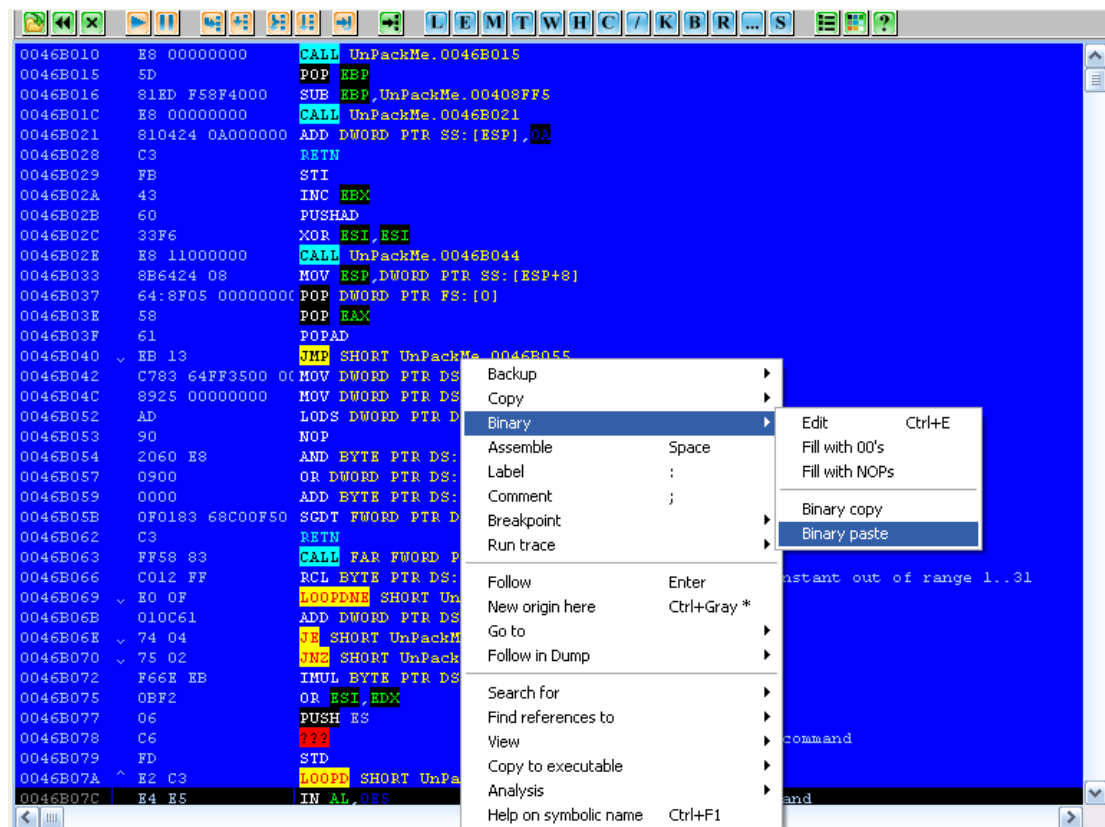 L E M T W H C / K B R ... S ?
0046B010 E8 00000000 CALL UnPackMe.0046B015
0046B015 5D POP EBP
0046B016 81ED F58F4000 SUB EBP,UnPackMe.00408FF5
0046B01C E8 00000000 CALL UnPackMe.0046B021
0046B021 810424 0A000000 ADD DWORD PTR SS:[ESP],0A
0046B028 C3 RETN
0046B029 FB STI
0046B02A 43 INC EBX
0046B02B 60 PUSHAD
0046B02C 33F6 XOR ESI,ESI
0046B02E E8 11000000 CALL UnPackMe.0046B044
0046B033 8B6424 08 MOV ESP,DWORD PTR SS:[ESP+8]
0046B037 64:8F05 00000000 POP DWORD PTR FS:[0]
0046B03E 58 POP EAX
0046B03F 61 POPAD
0046B040 EB 13 JMP SHORT UnPackMe.0046B055
0046B042 C783 64FF3500 00 MOV DWORD PTR DS
0046B04C 8925 00000000 MOV DWORD PTR DS
0046B052 AD LODS DWORD PTR D
0046B053 90 NOP
0046B054 2060 E8 AND BYTE PTR DS:
0046B057 0900 OR DWORD PTR DS:
0046B059 0000 ADD BYTE PTR DS:
0046B05B 0F0183 68C00F50 SGDT FWORD PTR D
0046B062 C3 RETN
0046B063 FF58 83 CALL FAR FWORD P
0046B066 C012 FF RCL BYTE PTR DS: nstant out of range 1..31
0046B069 E0 0F LOOPDNE SHORT Un
0046B06B 010C61 ADD DWORD PTR DS
0046B06E 74 04 JE SHORT UnPackM
0046B070 75 02 JNZ SHORT UnPack
0046B072 F66E EB IMUL BYTE PTR DS
0046B075 0BF2 OR ESI,EDX
0046B077 06 PUSH ES
0046B078 C6 ??? command
0046B079 FD STD
0046B07A E2 C3 LOOPD SHORT UnPa
0046B07C E4 E5 IN AL,0E5 and
Backup
Copy
Binary
Assemble Space
Label :
Comment ;
Breakpoint
Run trace
Follow Enter
New origin here Ctrl+Gray *
Go to
Follow in Dump
Search for
Find references to
View
Copy to executable
Analysis
Help on symbolic name Ctrl+F1
Edit Ctrl+E
Fill with 00's
Fill with NOPs
Binary copy
Binary paste